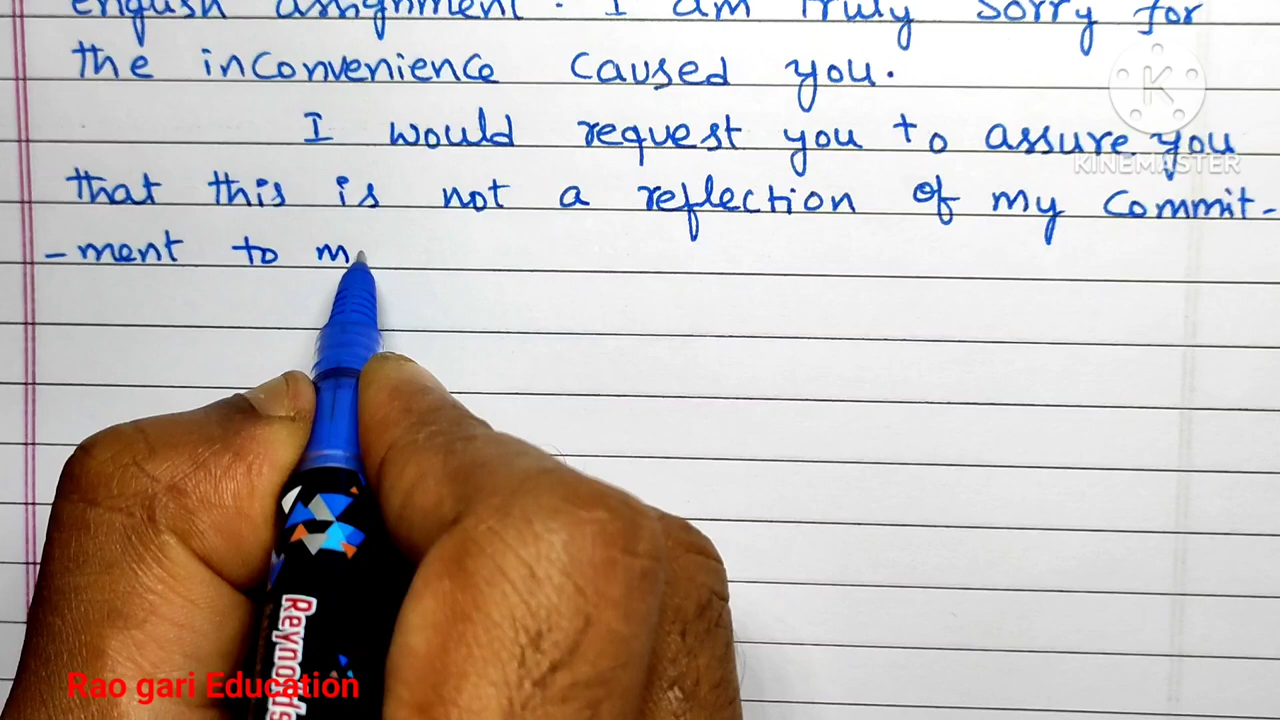 english assignment. I am truly sorry for
the inconvenience caused you.
I would request you to assure you
that this is not a reflection of my commit-
-ment to m
K
KINEMASTER
Reynolds
Rao gari Education